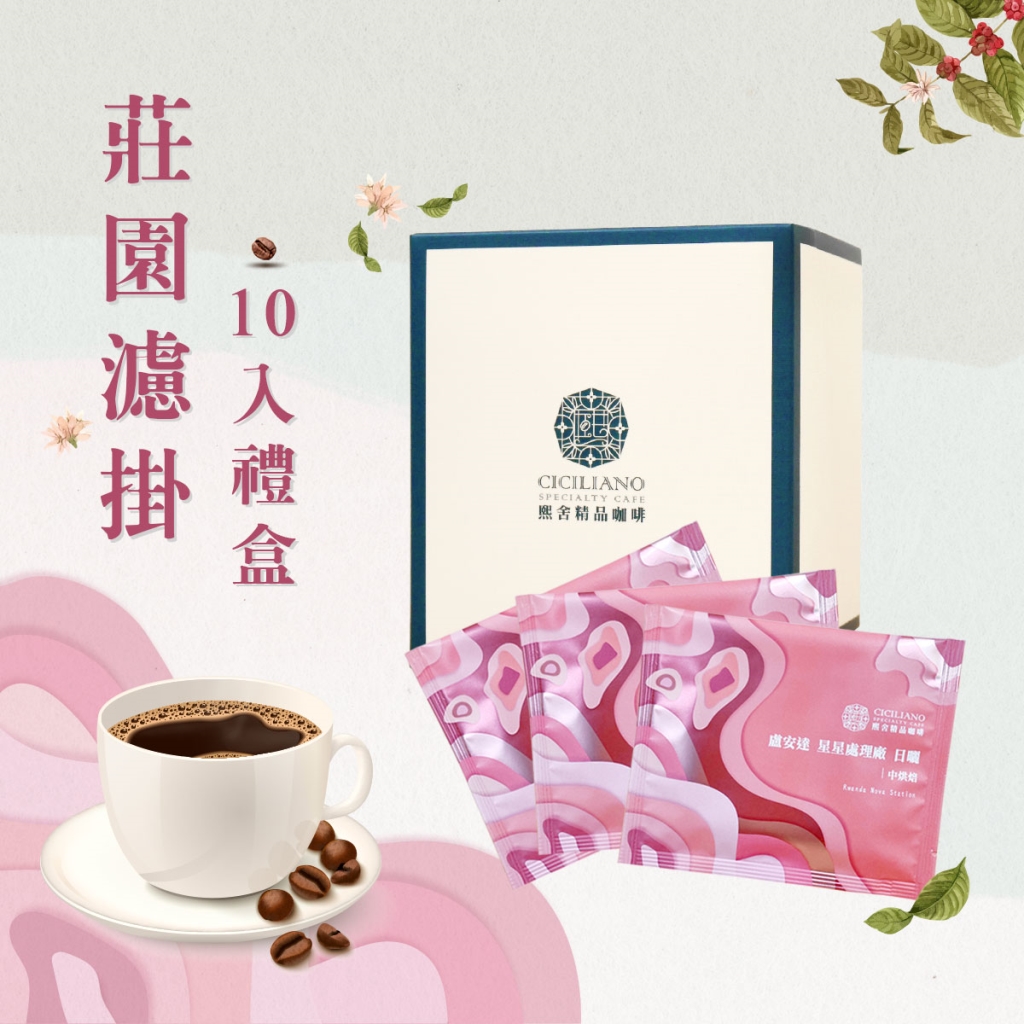 莊園濾掛
10入禮盒
CICILIANO
SPECIALTY CAFE
熙舍精品咖啡
CICILIANO
SPECIALTY CAFE
熙舍精品咖啡
盧安達 星星處理廠 日曬
|中烘焙
Rwanda Nova Station